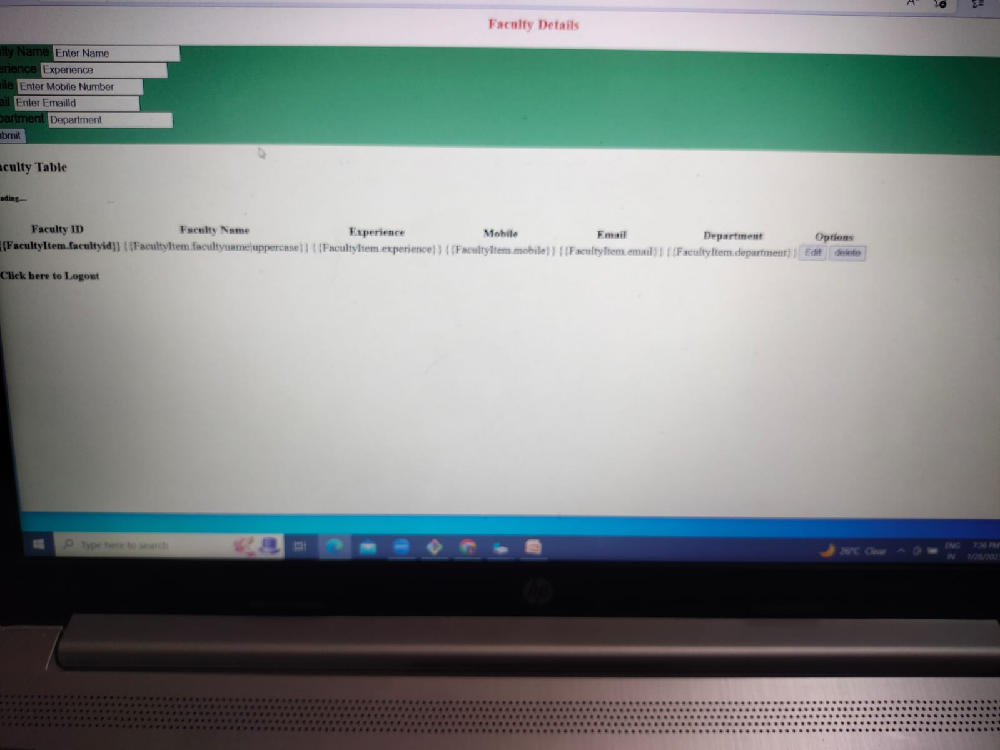 Faculty Details
lty Name Enter Name
erience Experience
ile Enter Mobile Number
ail Enter EmailId
partment Department
bmit
culty Table
ading....
Faculty ID Faculty Name Experience Mobile Email Department Options
{{FacultyItem.facultyid}} {{FacultyItem.facultyname|uppercase}} {{FacultyItem.experience}} {{FacultyItem.mobile}} {{FacultyItem.email}} {{FacultyItem.department}} Edit delete
Click here to Logout
Type here to search
26°C Clear
ENG
IN
7:36 PM
1/28/202
hp